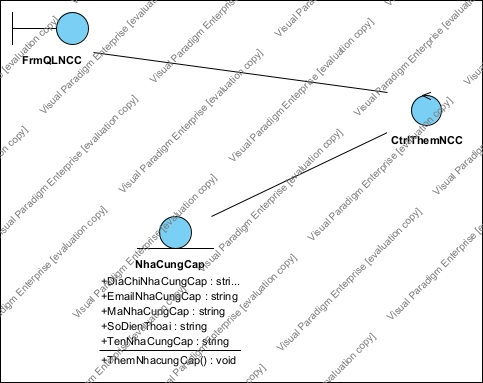 FrmQLNCC
CtrlThemNCC
NhaCungCap
+DiaChiNhaCungCap : stri...
+EmailNhaCungCap : string
+MaNhaCungCap : string
+SoDienThoai : string
+TenNhaCungCap : string
+ThemNhacungCap() : void
Visual Paradigm Enterprise [evaluation copy]